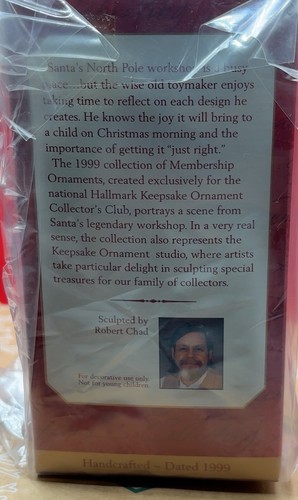 Santa's North Pole workshop is a busy
place...but the wise old toymaker enjoys
taking time to reflect on each design he
creates. He knows the joy it will bring to
a child on Christmas morning and the
importance of getting it "just right."
The 1999 collection of Membership
Ornaments, created exclusively for the
national Hallmark Keepsake Ornament
Collector's Club, portrays a scene from
Santa's legendary workshop. In a very real
sense, the collection also represents the
Keepsake Ornament studio, where artists
take particular delight in sculpting special
treasures for our family of collectors.
Sculpted by
Robert Chad
For decorative use only.
Not for young children.
Handcrafted ~ Dated 1999